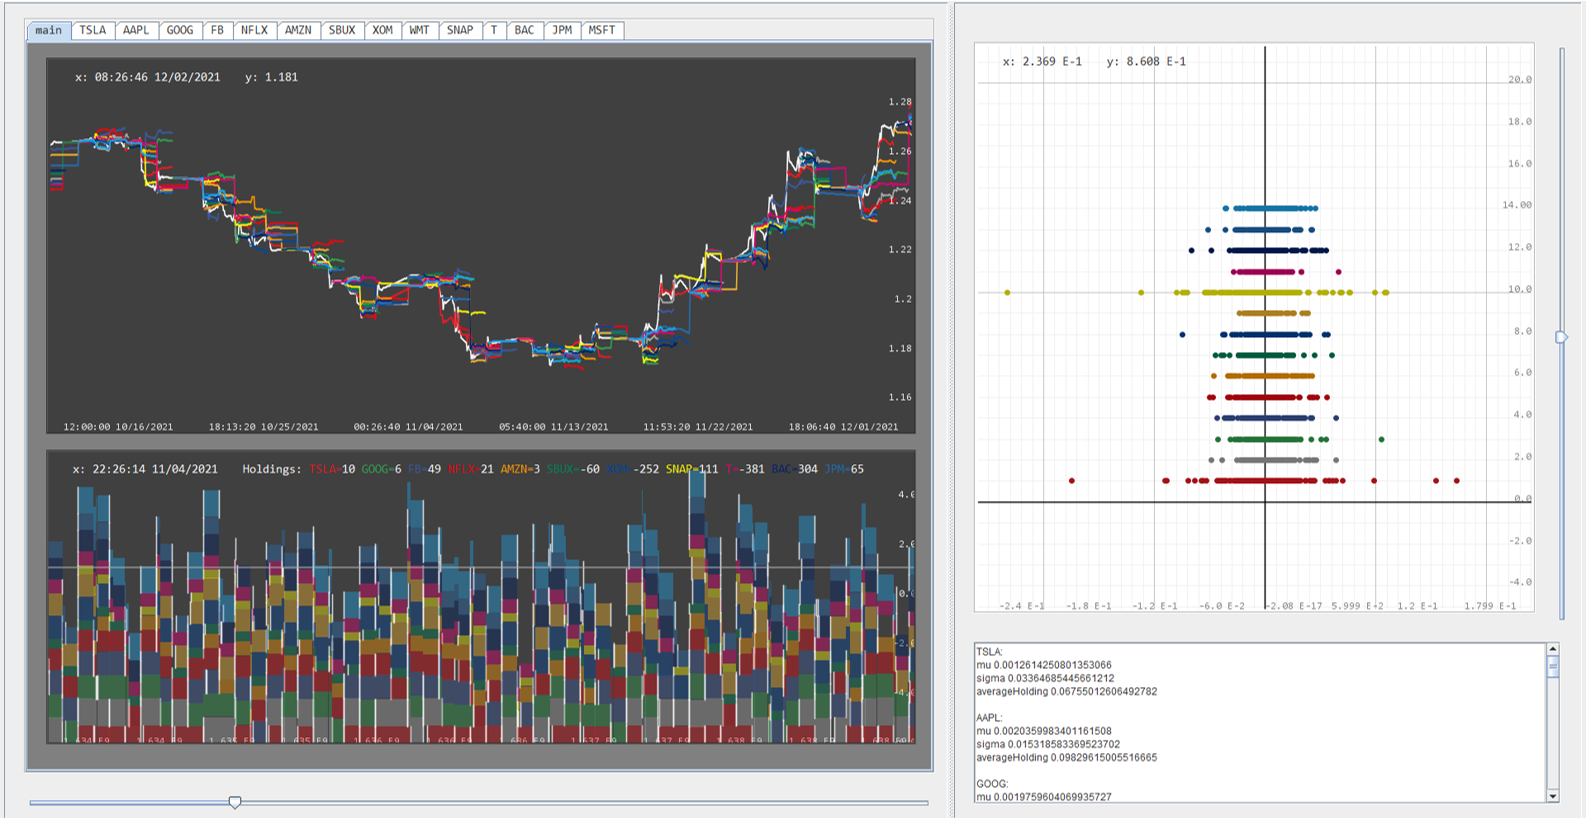 main TSLA AAPL GOOG FB NFLX AMZN SBUX XOM WMT SNAP T BAC JPM MSFT
x: 08:26:46 12/02/2021 y: 1.181
1.28
1.26
1.24
1.22
1.2
1.18
1.16
12:00:00 10/16/2021 18:13:20 10/25/2021 00:26:40 11/04/2021 05:40:00 11/13/2021 11:53:20 11/22/2021 18:06:40 12/01/2021
x: 22:26:14 11/04/2021 Holdings: TSLA=10 GOOG=6 FB=49 NFLX=21 AMZN=3 SBUX=-60 XOM=-252 SNAP=111 T=-381 BAC=304 JPM=65
4.0
2.0
0.0
-2.0
-4.0
1.634 E9 1.634 E9 1.635 E9 1.635 E9 1.636 E9 1.636 E9 1.636 E9 1.637 E9 1.637 E9 1.638 E9 1.638 E9
x: 2.369 E-1 y: 8.608 E-1
20.0
18.0
16.0
14.00
12.0
10.0
8.0
6.0
4.0
2.0
0.0
-2.0
-4.0
-2.4 E-1 -1.8 E-1 -1.2 E-1 -6.0 E-2 -2.08 E-17 5.999 E-2 1.2 E-1 1.799 E-1
TSLA:
mu 0.0012614250801353066
sigma 0.03364685445661212
averageHolding 0.06755012606492782
AAPL:
mu 0.002035998340116150​8
sigma 0.015318583369523702
averageHolding 0.09829615005516665
GOOG:
mu 0.0019759604069935727